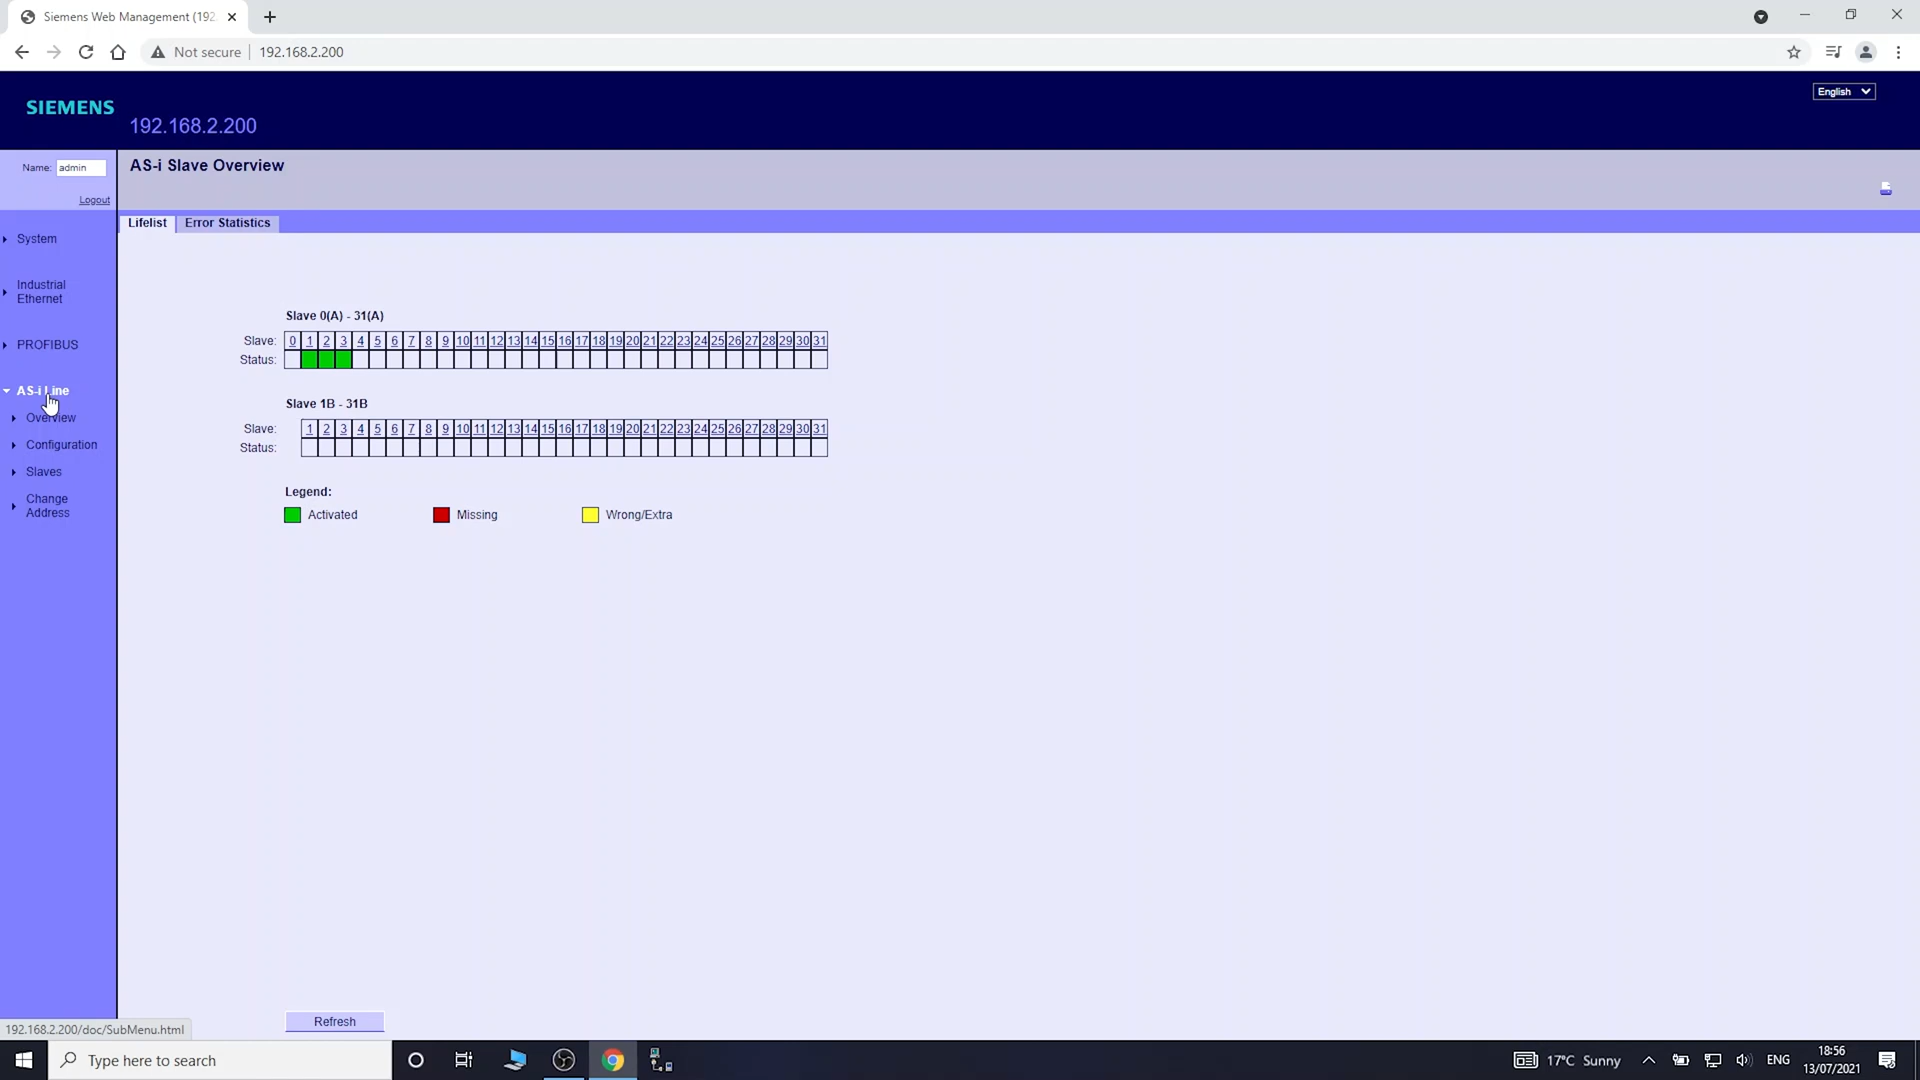 Siemens Web Management (192.
Not secure
192.168.2.200
SIEMENS
192.168.2.200
English
Name: admin
Logout
AS-i Slave Overview
Lifelist
Error Statistics
System
Industrial
Ethernet
PROFIBUS
AS-i Line
Overview
Configuration
Slaves
Change
Address
Slave 0(A) - 31(A)
Slave: 0 1 2 3 4 5 6 7 8 9 10 11 12 13 14 15 16 17 18 19 20 21 22 23 24 25 26 27 28 29 30 31
Status:
Slave 1B - 31B
Slave: 1 2 3 4 5 6 7 8 9 10 11 12 13 14 15 16 17 18 19 20 21 22 23 24 25 26 27 28 29 30 31
Status:
Legend:
Activated
Missing
Wrong/Extra
Refresh
192.168.2.200/doc/SubMenu.html
Type here to search
17°C Sunny
ENG
18:56
13/07/2021